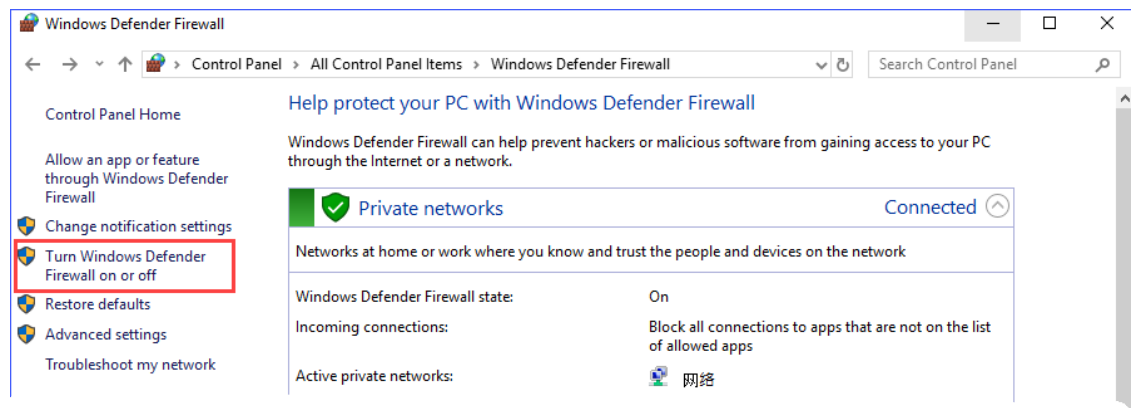 Windows Defender Firewall
Control Panel > All Control Panel Items > Windows Defender Firewall
Search Control Panel
Control Panel Home
Allow an app or feature
through Windows Defender
Firewall
Change notification settings
Turn Windows Defender
Firewall on or off
Restore defaults
Advanced settings
Troubleshoot my network
Help protect your PC with Windows Defender Firewall
Windows Defender Firewall can help prevent hackers or malicious software from gaining access to your PC
through the Internet or a network.
Private networks
Connected
Networks at home or work where you know and trust the people and devices on the network
Windows Defender Firewall state: On
Incoming connections: Block all connections to apps that are not on the list
of allowed apps
Active private networks: 网络